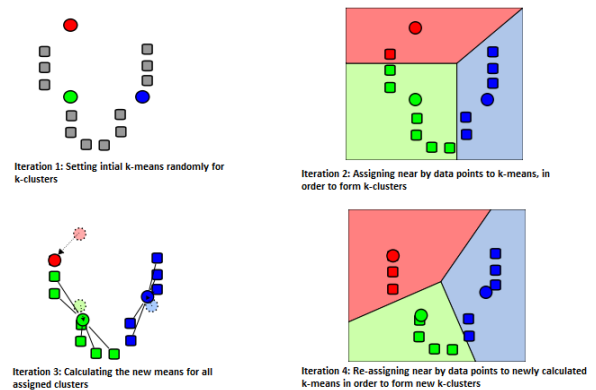 Iteration 1: Setting intial k-means randomly for
k-clusters
Iteration 2: Assigning near by data points to k-means, in
order to form k-clusters
Iteration 3: Calculating the new means for all
assigned clusters
Iteration 4: Re-assigning near by data points to newly calculated
k-means in order to form new k-clusters